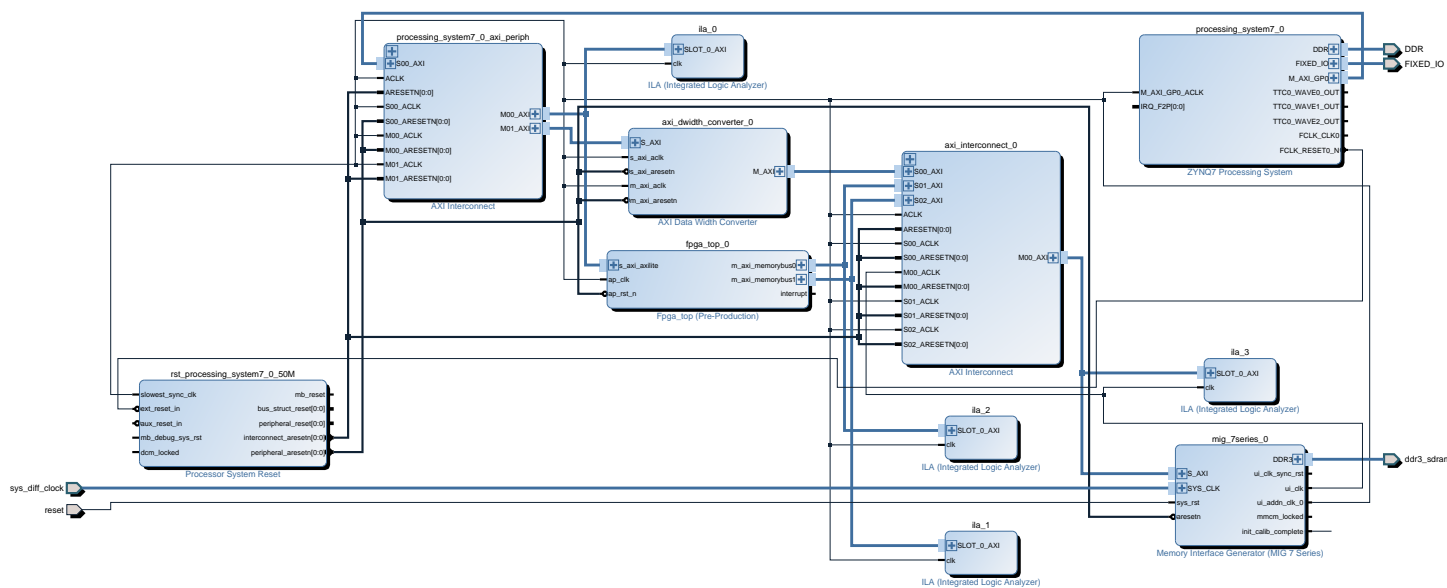 processing_system7_0_axi_periph
S00_AXI
ACLK
ARESETN[0:0]
S00_ACLK
S00_ARESETN[0:0]
M00_ACLK
M00_ARESETN[0:0]
M01_ACLK
M01_ARESETN[0:0]
M00_AXI
M01_AXI
AXI Interconnect
ila_0
SLOT_0_AXI
clk
ILA (Integrated Logic Analyzer)
axi_dwidth_converter_0
S_AXI
s_axi_aclk
s_axi_aresetn
m_axi_aclk
m_axi_aresetn
M_AXI
AXI Data Width Converter
fpga_top_0
s_axi_axilite
ap_clk
ap_rst_n
m_axi_memorybus0
m_axi_memorybus1
interrupt
Fpga_top (Pre-Production)
axi_interconnect_0
S00_AXI
S01_AXI
S02_AXI
ACLK
ARESETN[0:0]
S00_ACLK
S00_ARESETN[0:0]
M00_ACLK
M00_ARESETN[0:0]
S01_ACLK
S01_ARESETN[0:0]
S02_ACLK
S02_ARESETN[0:0]
M00_AXI
AXI Interconnect
processing_system7_0
M_AXI_GP0_ACLK
IRQ_F2P[0:0]
DDR
FIXED_IO
M_AXI_GP0
TTC0_WAVE0_OUT
TTC0_WAVE1_OUT
TTC0_WAVE2_OUT
FCLK_CLK0
FCLK_RESET0_N
ZYNQ7 Processing System
DDR
FIXED_IO
rst_processing_system7_0_50M
slowest_sync_clk
ext_reset_in
aux_reset_in
mb_debug_sys_rst
dcm_locked
mb_reset
bus_struct_reset[0:0]
peripheral_reset[0:0]
interconnect_aresetn[0:0]
peripheral_aresetn[0:0]
Processor System Reset
ila_3
SLOT_0_AXI
clk
ILA (Integrated Logic Analyzer)
ila_2
SLOT_0_AXI
clk
ILA (Integrated Logic Analyzer)
mig_7series_0
S_AXI
SYS_CLK
sys_rst
aresetn
DDR3
ui_clk_sync_rst
ui_clk
ui_addn_clk_0
mmcm_locked
init_calib_complete
Memory Interface Generator (MIG 7 Series)
ddr3_sdram
sys_diff_clock
reset
ila_1
SLOT_0_AXI
clk
ILA (Integrated Logic Analyzer)